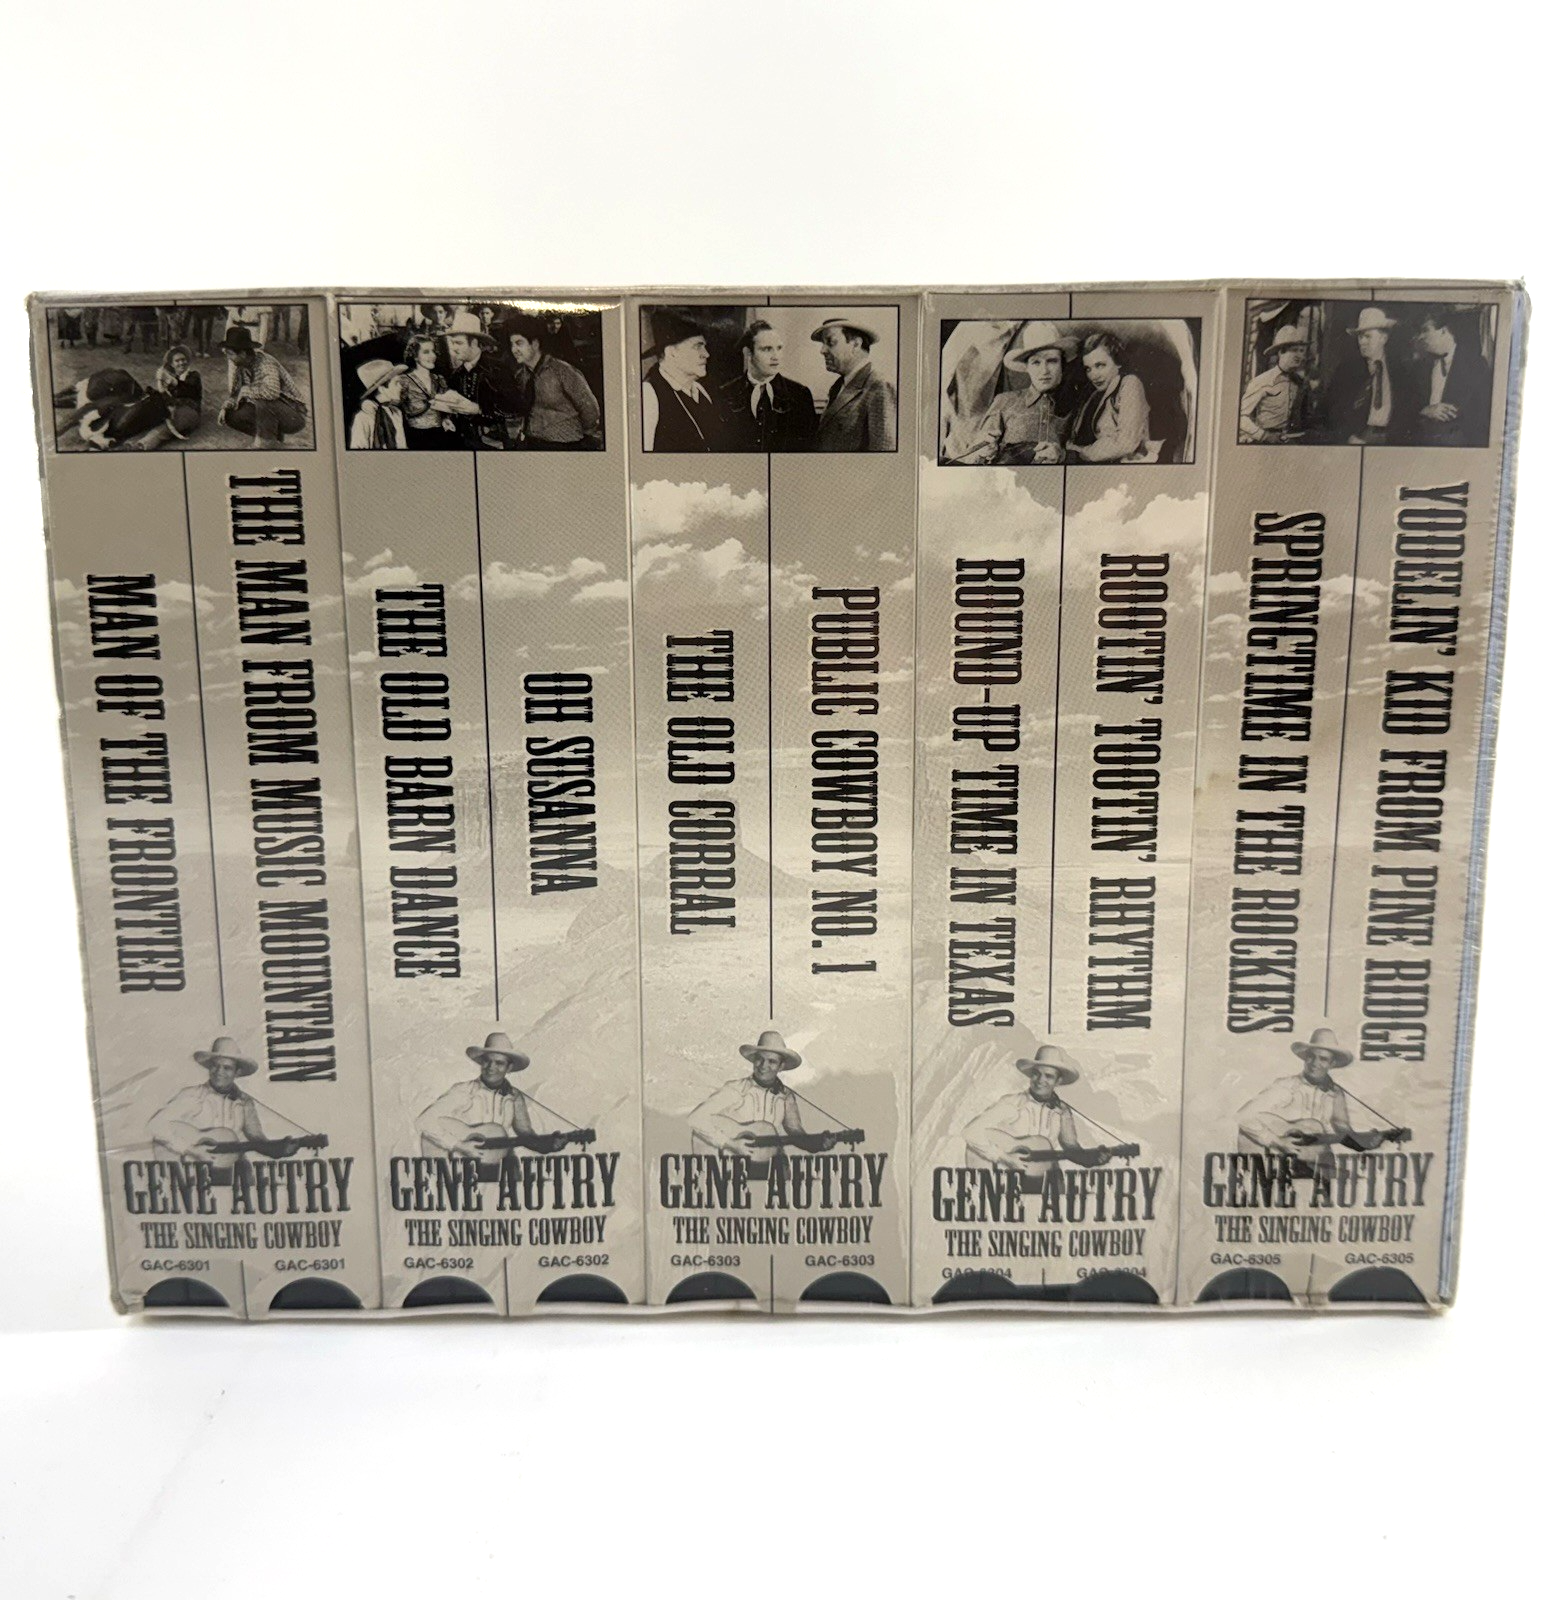 MAN OF THE FRONTIER
THE MAN FROM MUSIC MOUNTAIN
GENE AUTRY
THE SINGING COWBOY
GAC-6301
GAC-6301
THE OLD BARN DANCE
OH SUSANNA
GENE AUTRY
THE SINGING COWBOY
GAC-6302
GAC-6302
THE OLD CORRAL
PUBLIC COWBOY NO. 1
GENE AUTRY
THE SINGING COWBOY
GAC-6303
GAC-6303
ROUND-UP TIME IN TEXAS
ROOTIN' TOOTIN' RHYTHM
GENE AUTRY
THE SINGING COWBOY
GAC-6304
GAC-6304
SPRINGTIME IN THE ROCKIES
YODELIN' KID FROM PINE RIDGE
GENE AUTRY
THE SINGING COWBOY
GAC-6305
GAC-6305